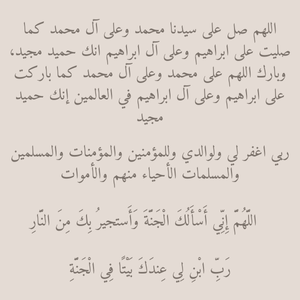 اللهم صل على سيدنا محمد وعلى آل محمد كما
صليت على ابراهيم وعلى آل ابراهيم انك حميد مجيد،
وبارك اللهم على محمد وعلى آل محمد كما باركت
على ابراهيم وعلى آل ابراهيم في العالمين إنك حميد
مجيد
ربي اغفر لي ولوالدي وللمؤمنين والمؤمنات والمسلمين
والمسلمات الأحياء منهم والأموات
اللّهُمّ إِنِّي أَسْأَلُكَ الْجَنَّةَ وَأَستجيرُ بِكَ مِن النَّارِ
رَبِّ ابْنِ لِي عِندَكَ بَيْتًا فِي الْجَنَّةِ